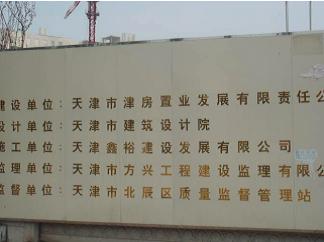 建设单位：天津市津房置业发展有限责任公
设计单位：天津市建筑设计院
施工单位：天津鑫裕建设发展有限公司
监理单位：天津市方兴工程建设监理有限公
监督单位：天津市北辰区质量监督管理站